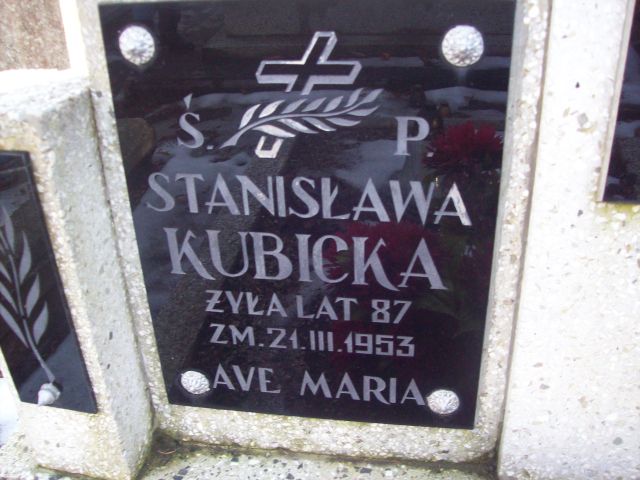 Ś. P
STANISŁAWA
KUBICKA
ŻYŁA LAT 87
ZM. 21.III.1953
AVE MARIA